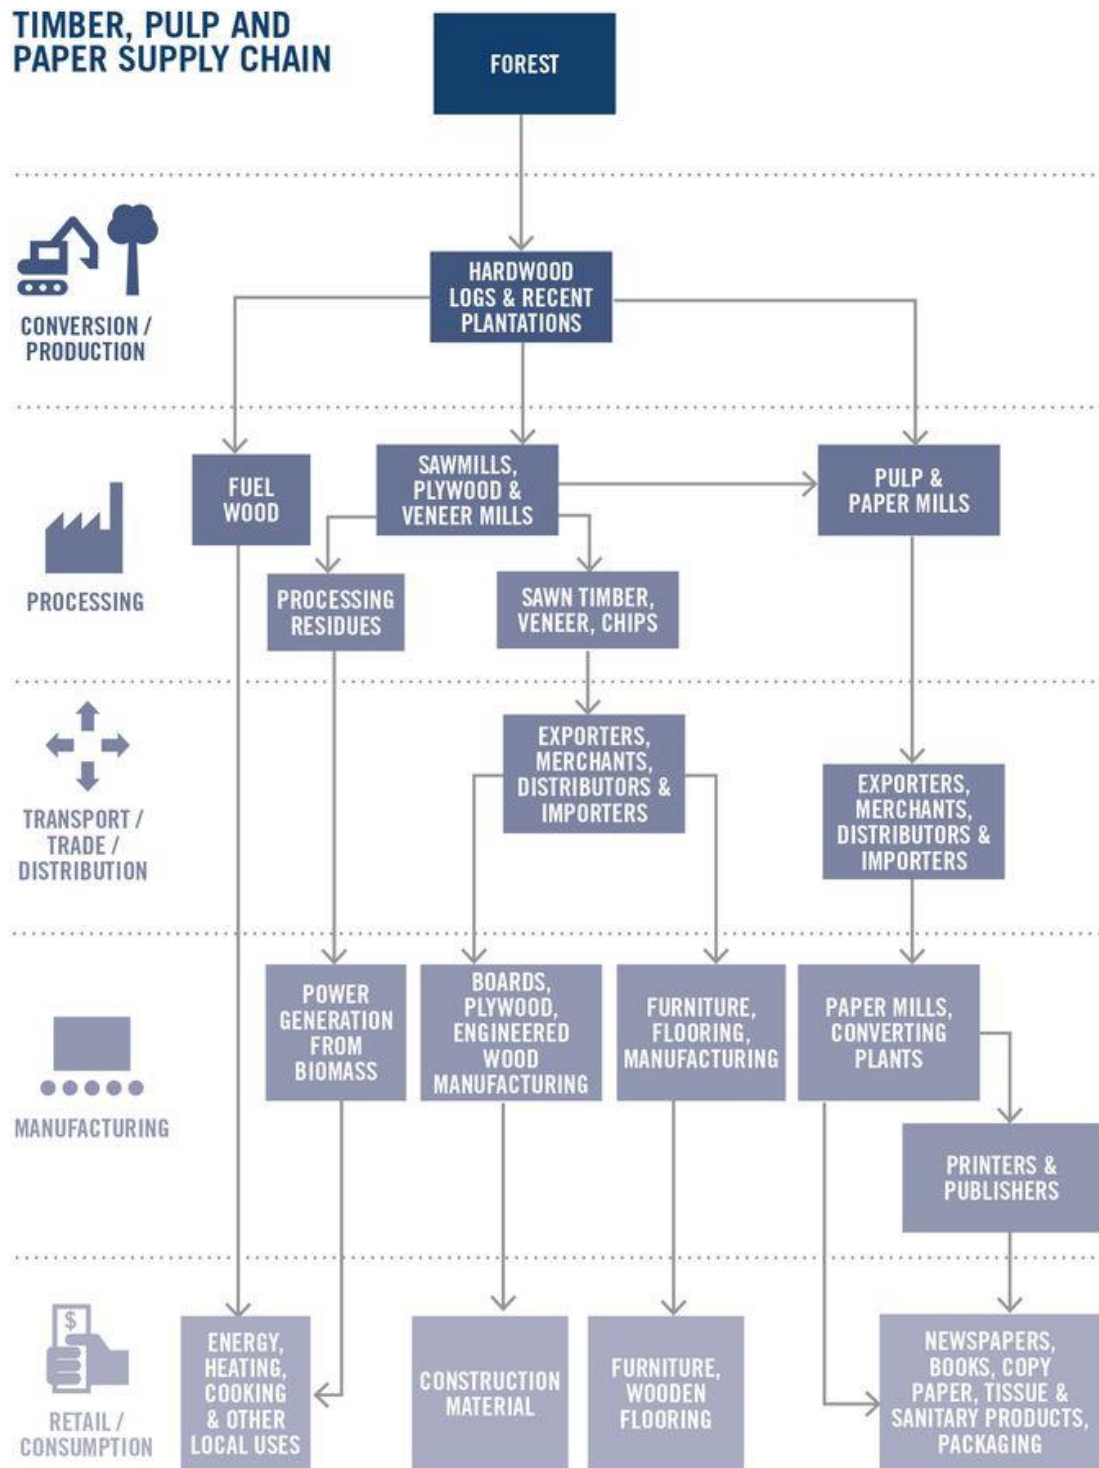 TIMBER, PULP AND
PAPER SUPPLY CHAIN
FOREST
CONVERSION /
PRODUCTION
HARDWOOD
LOGS & RECENT
PLANTATIONS
PROCESSING
FUEL
WOOD
SAWMILLS,
PLYWOOD &
VENEER MILLS
PULP &
PAPER MILLS
PROCESSING
RESIDUES
SAWN TIMBER,
VENEER, CHIPS
TRANSPORT /
TRADE /
DISTRIBUTION
EXPORTERS,
MERCHANTS,
DISTRIBUTORS &
IMPORTERS
EXPORTERS,
MERCHANTS,
DISTRIBUTORS &
IMPORTERS
MANUFACTURING
POWER
GENERATION
FROM
BIOMASS
BOARDS,
PLYWOOD,
ENGINEERED
WOOD
MANUFACTURING
FURNITURE,
FLOORING,
MANUFACTURING
PAPER MILLS,
CONVERTING
PLANTS
PRINTERS &
PUBLISHERS
$
RETAIL /
CONSUMPTION
ENERGY,
HEATING,
COOKING
& OTHER
LOCAL USES
CONSTRUCTION
MATERIAL
FURNITURE,
WOODEN
FLOORING
NEWSPAPERS,
BOOKS, COPY
PAPER, TISSUE &
SANITARY PRODUCTS,
PACKAGING